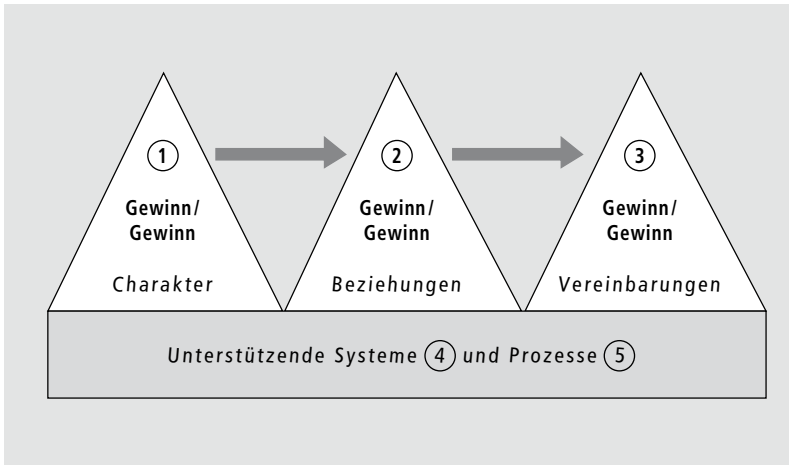 1
2
3
Gewinn/
Gewinn
Gewinn/
Gewinn
Gewinn/
Gewinn
Charakter
Beziehungen
Vereinbarungen
Unterstützende Systeme 4 und Prozesse 5